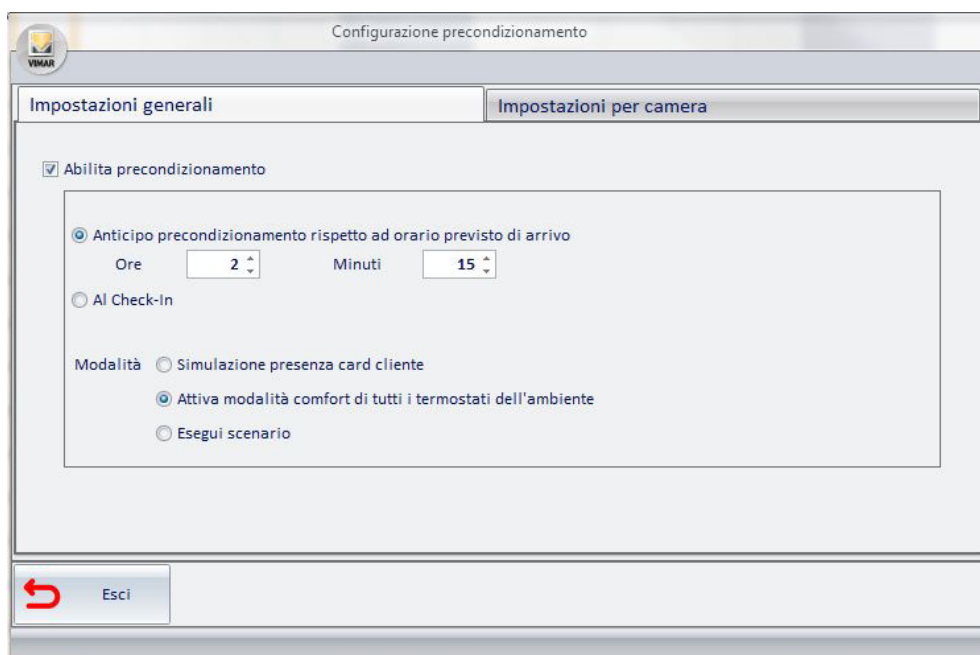 Configurazione precondizionamento
VIMAR
Impostazioni generali
Impostazioni per camera
Abilita precondizionamento
Anticipo precondizionamento rispetto ad orario previsto di arrivo
Ore 2 Minuti 15
Al Check-In
Modalità Simulazione presenza card cliente
Attiva modalità comfort di tutti i termostati dell'ambiente
Esegui scenario
Esci